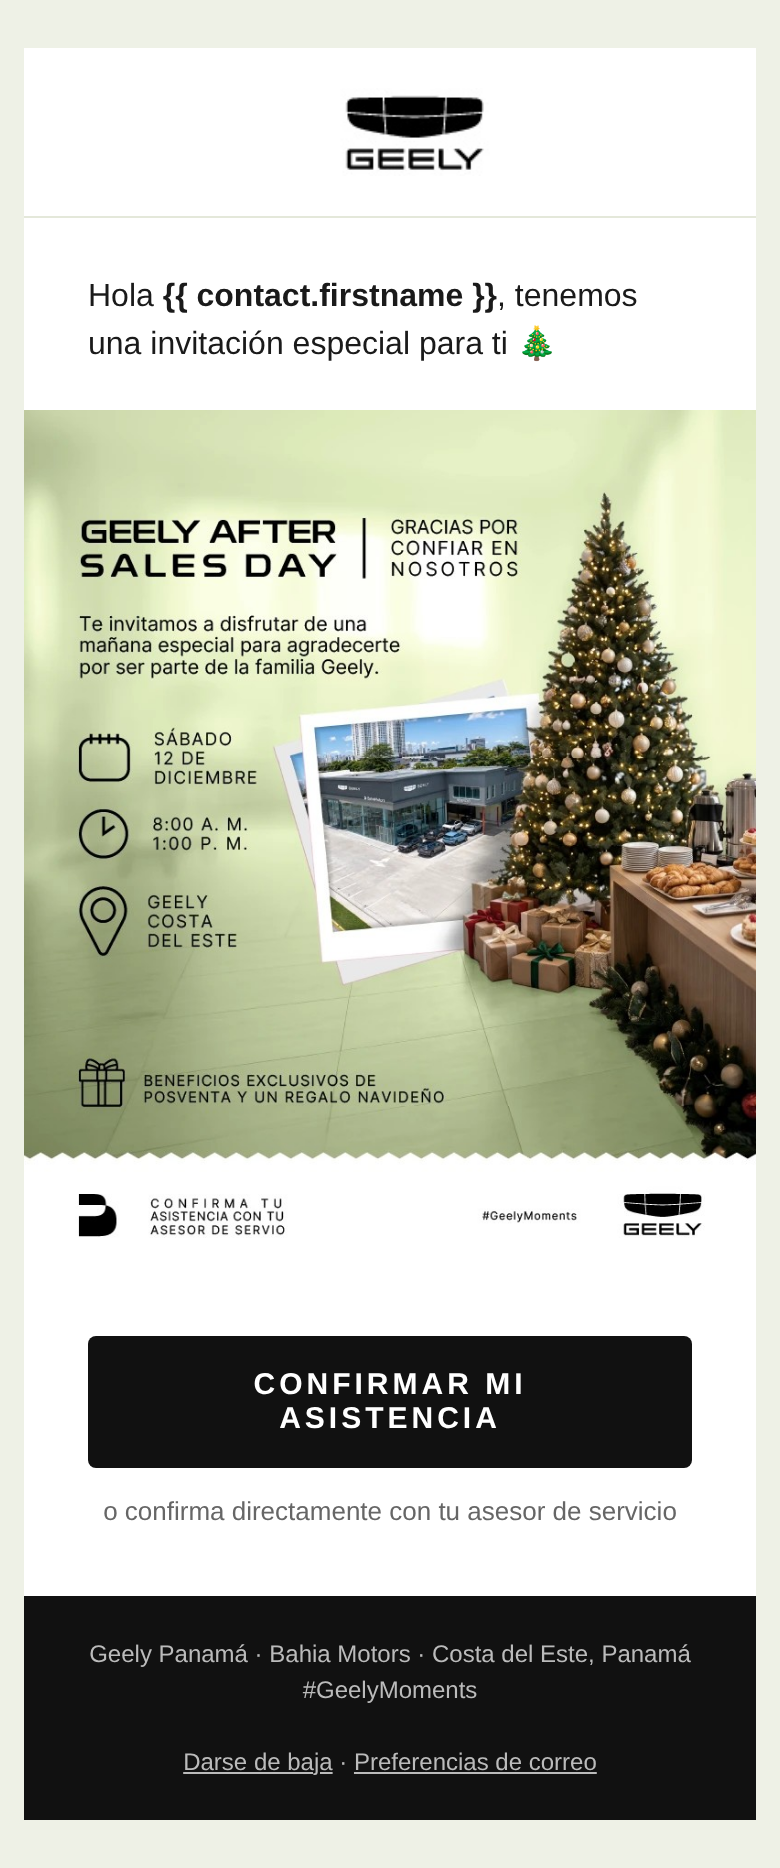 GEELY
Hola {{ contact.firstname }}, tenemos
una invitación especial para ti 🎄
GEELY AFTER
SALES DAY
GRACIAS POR
CONFIAR EN
NOSOTROS
Te invitamos a disfrutar de una
mañana especial para agradecerte
por ser parte de la familia Geely.
SÁBADO
12 DE
DICIEMBRE
8:00 A. M.
1:00 P. M.
GEELY
COSTA
DEL ESTE
BENEFICIOS EXCLUSIVOS DE
POSVENTA Y UN REGALO NAVIDEÑO
CONFIRMA TU
ASISTENCIA CON TU
ASESOR DE SERVIO
#GeelyMoments
GEELY
CONFIRMAR MI
ASISTENCIA
o confirma directamente con tu asesor de servicio
Geely Panamá · Bahia Motors · Costa del Este, Panamá
#GeelyMoments
Darse de baja · Preferencias de correo